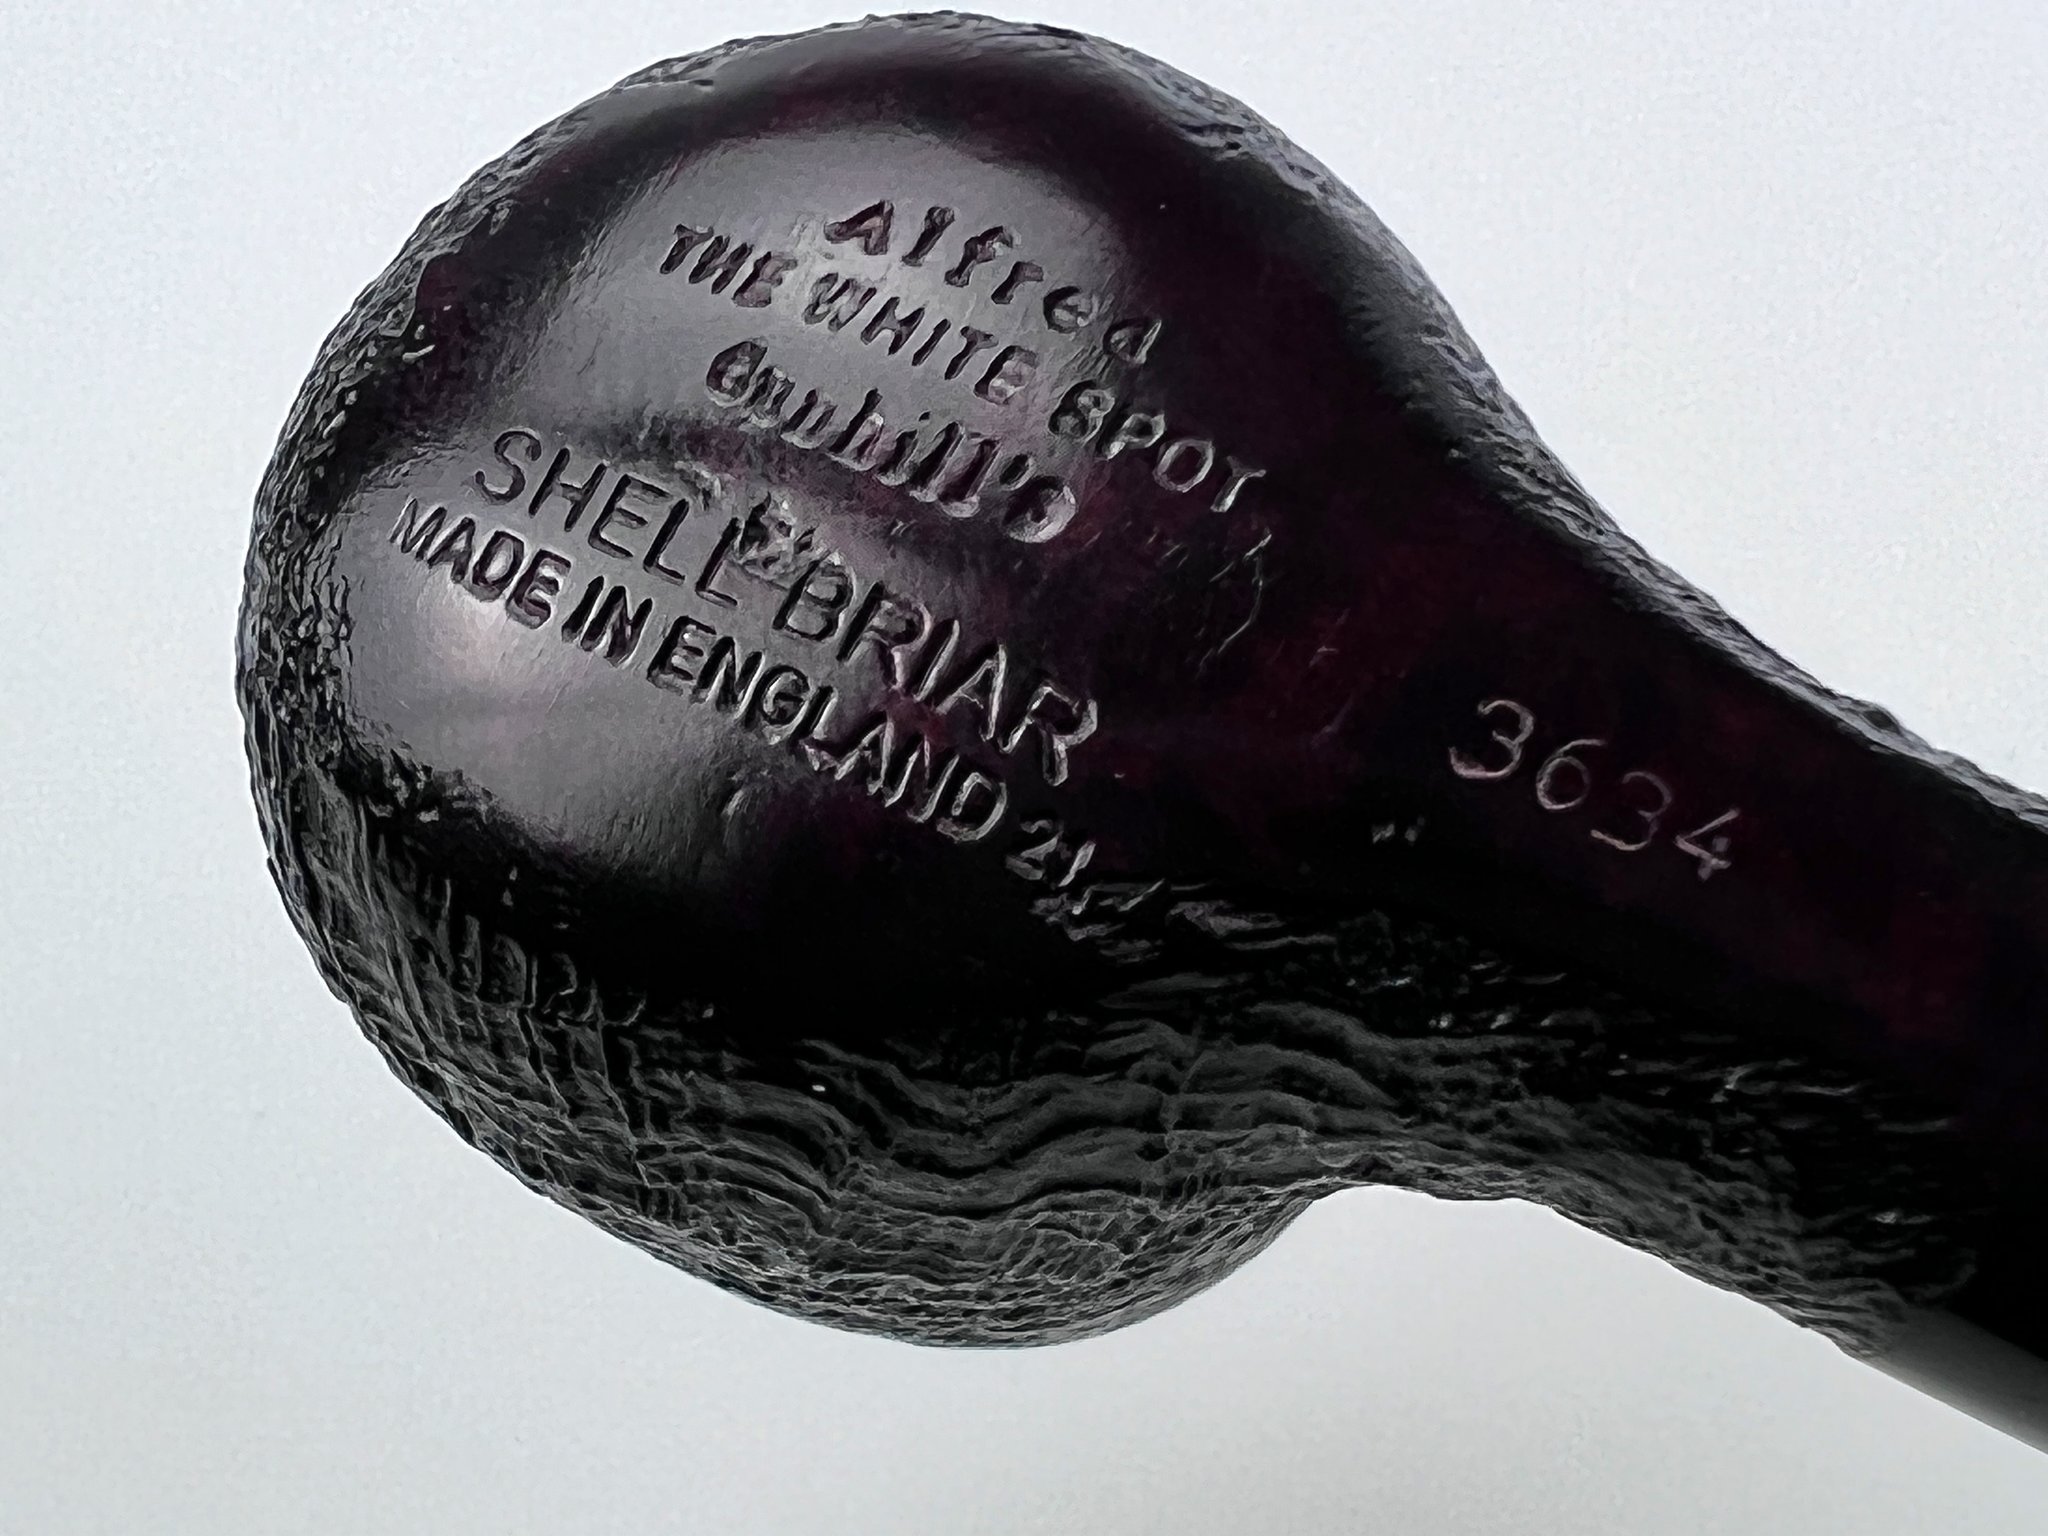 Alfred
THE WHITE SPOT
Dunhill's
SHELL BRIAR
MADE IN ENGLAND 21
3634